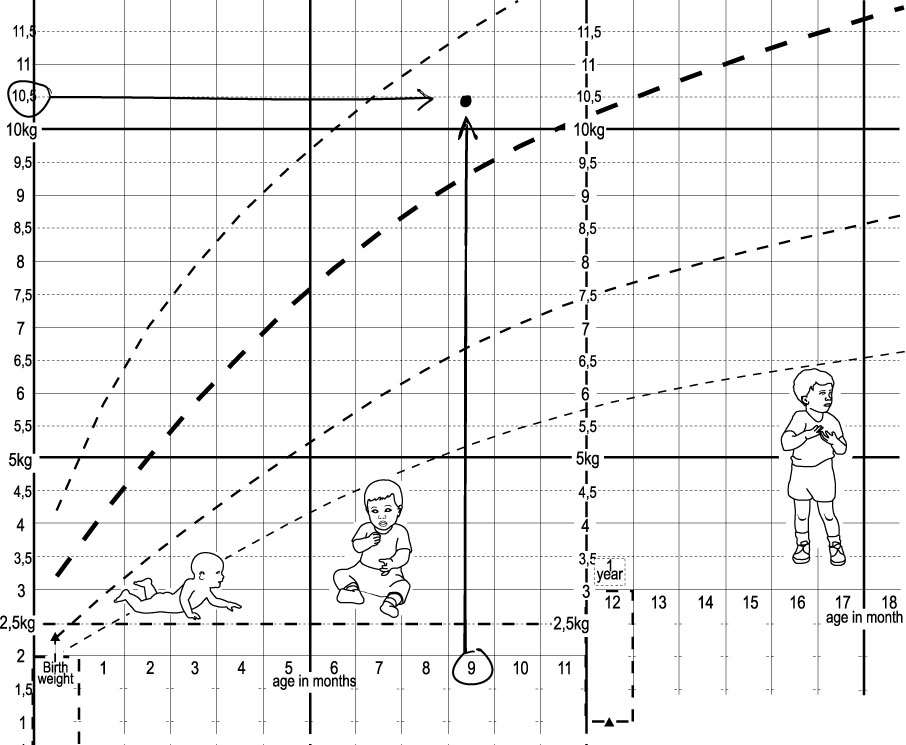 11,5 11,5
11 11
10,5 10,5
10kg 10kg
9,5 9,5
9 9
8,5 8,5
8 8
7,5 7,5
7 7
6,5 6,5
6 6
5,5 5,5
5kg 5kg
4,5 4,5
4 4
3,5 3,5
1
year
3 3
12 13 14 15 16 17 18
age in month
2,5kg 2,5kg
2
Birth
weight
1 2 3 4 5 6 7 8 9 10 11
age in months
1,5
1